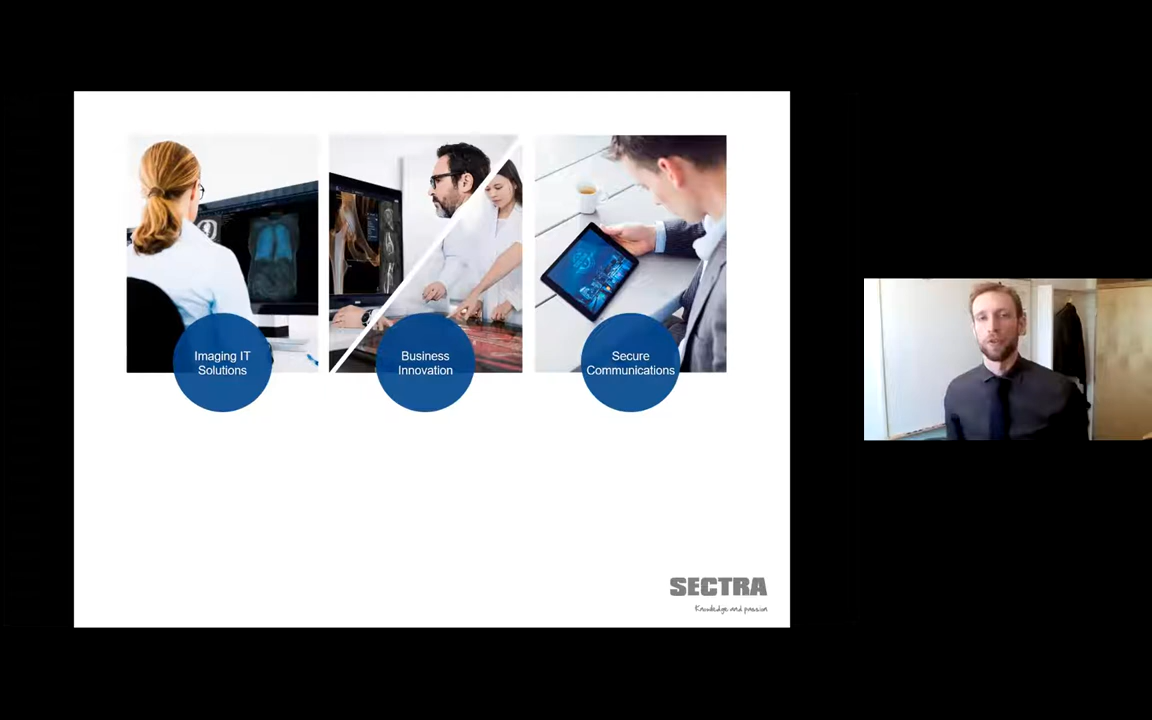 Imaging IT
Solutions
Business
Innovation
Secure
Communications
SECTRA
Knowledge and passion